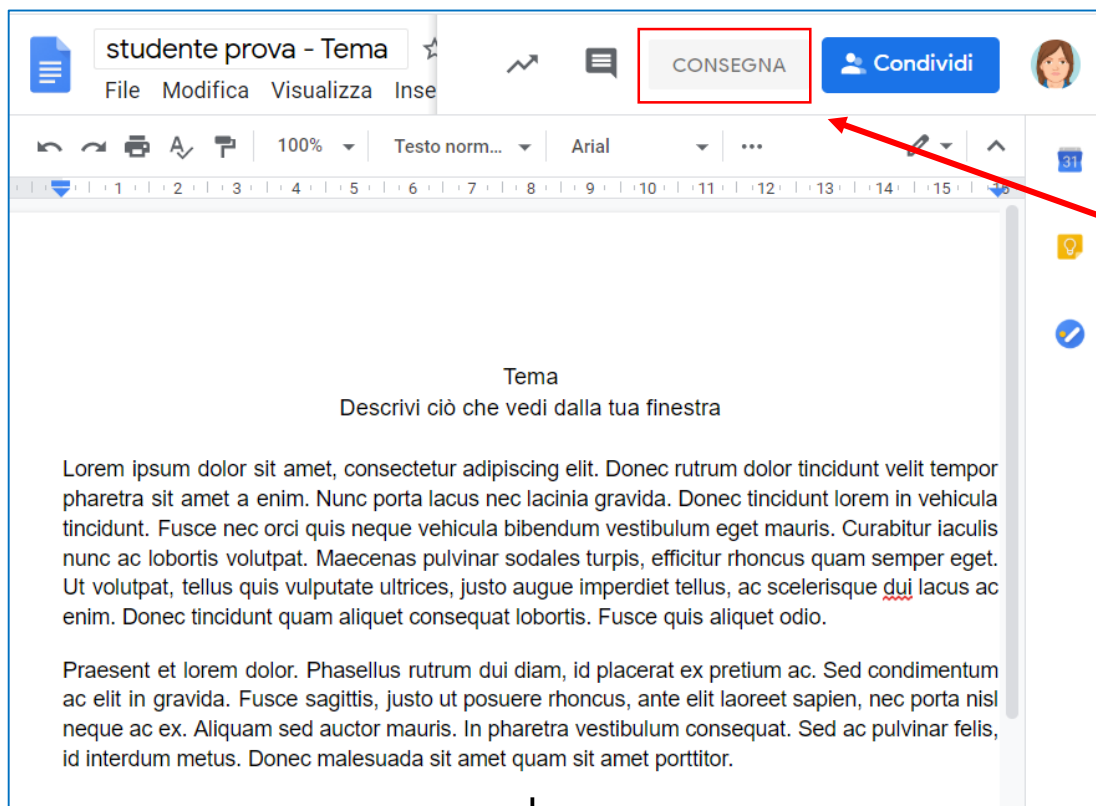 studente prova - Tema
CONSEGNA
Condividi
File Modifica Visualizza Inse
100% Testo norm... Arial
1 2 3 4 5 6 7 8 9 10 11 12 13 14 15 16
31
Tema
Descrivi ciò che vedi dalla tua finestra
Lorem ipsum dolor sit amet, consectetur adipiscing elit. Donec rutrum dolor tincidunt velit tempor
pharetra sit amet a enim. Nunc porta lacus nec lacinia gravida. Donec tincidunt lorem in vehicula
tincidunt. Fusce nec orci quis neque vehicula bibendum vestibulum eget mauris. Curabitur iaculis
nunc ac lobortis volutpat. Maecenas pulvinar sodales turpis, efficitur rhoncus quam semper eget.
Ut volutpat, tellus quis vulputate ultrices, justo augue imperdiet tellus, ac scelerisque dui lacus ac
enim. Donec tincidunt quam aliquet consequat lobortis. Fusce quis aliquet odio.
Praesent et lorem dolor. Phasellus rutrum dui diam, id placerat ex pretium ac. Sed condimentum
ac elit in gravida. Fusce sagittis, justo ut posuere rhoncus, ante elit laoreet sapien, nec porta nisl
neque ac ex. Aliquam sed auctor mauris. In pharetra vestibulum consequat. Sed ac pulvinar felis,
id interdum metus. Donec malesuada sit amet quam sit amet porttitor.